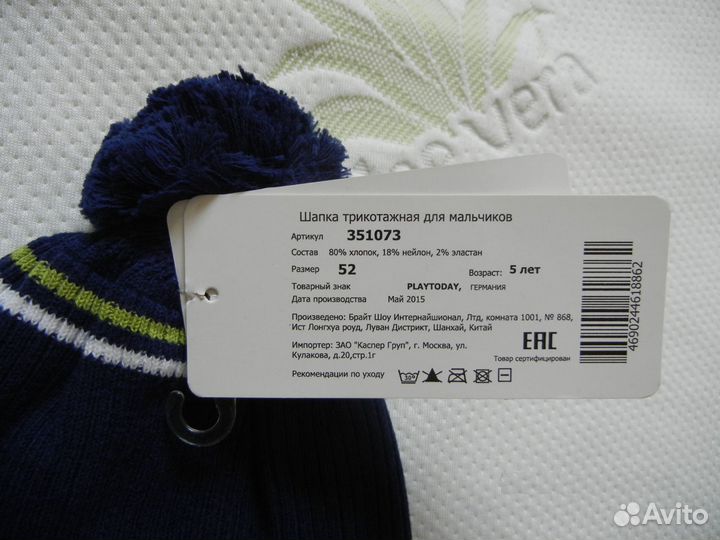 vera
Шапка трикотажная для мальчиков
Артикул 351073
Состав 80% хлопок, 18% нейлон, 2% эластан
Размер 52 Возраст: 5 лет
Товарный знак PLAYTODAY, ГЕРМАНИЯ
Дата производства Май 2015
Произведено: Брайт Шоу Интернайшионал, Лтд, комната 1001, № 868,
Ист Лонгхуа роуд, Луван Дистрикт, Шанхай, Китай
Импортер: ЗАО "Каспер Груп", г. Москва, ул.
Кулакова, д.20,стр.1г
EAC
Товар сертифицирован
Рекомендации по уходу 30°
4690244618862
Avito